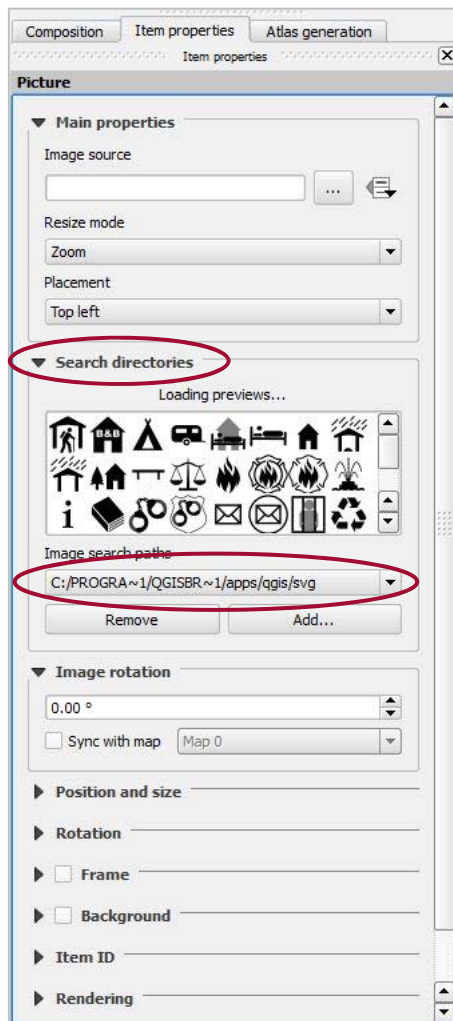 Composition Item properties Atlas generation
Item properties
Picture
Main properties
Image source
...
Resize mode
Zoom
Placement
Top left
Search directories
Loading previews...
B&B
i
Image search paths
C:/PROGRA~1/QGISBR~1/apps/qgis/svg
Remove Add...
Image rotation
0.00 °
Sync with map Map 0
Position and size
Rotation
Frame
Background
Item ID
Rendering